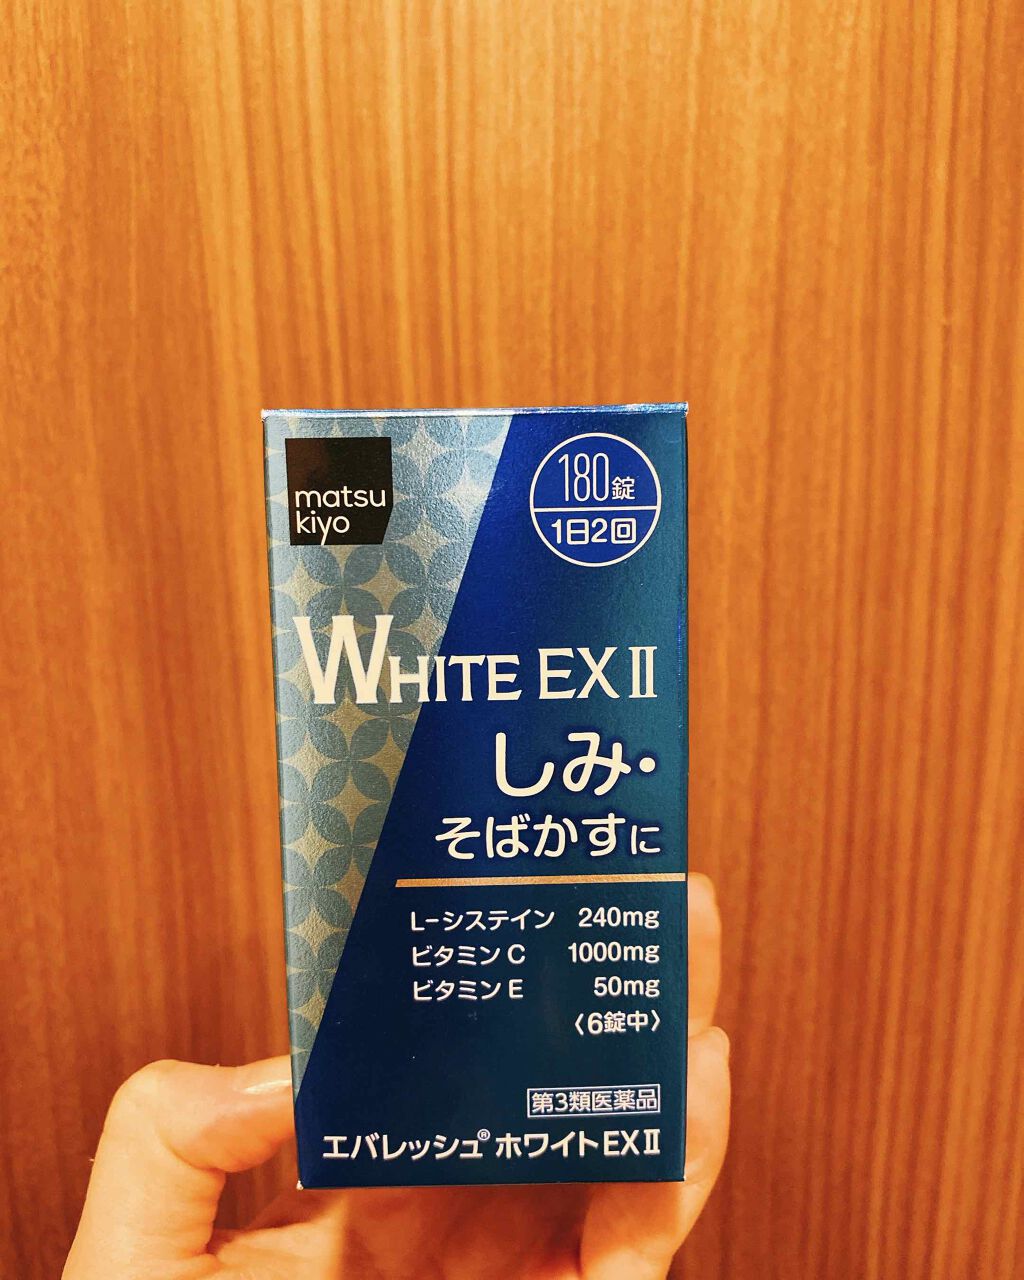 matsu
kiyo
180錠
1日2回
WHITE EX Ⅱ
しみ・
そばかすに
L-システイン 240mg
ビタミンC 1000mg
ビタミンE 50mg
〈6錠中〉
第3類医薬品
エバレッシュ®ホワイトEXⅡ